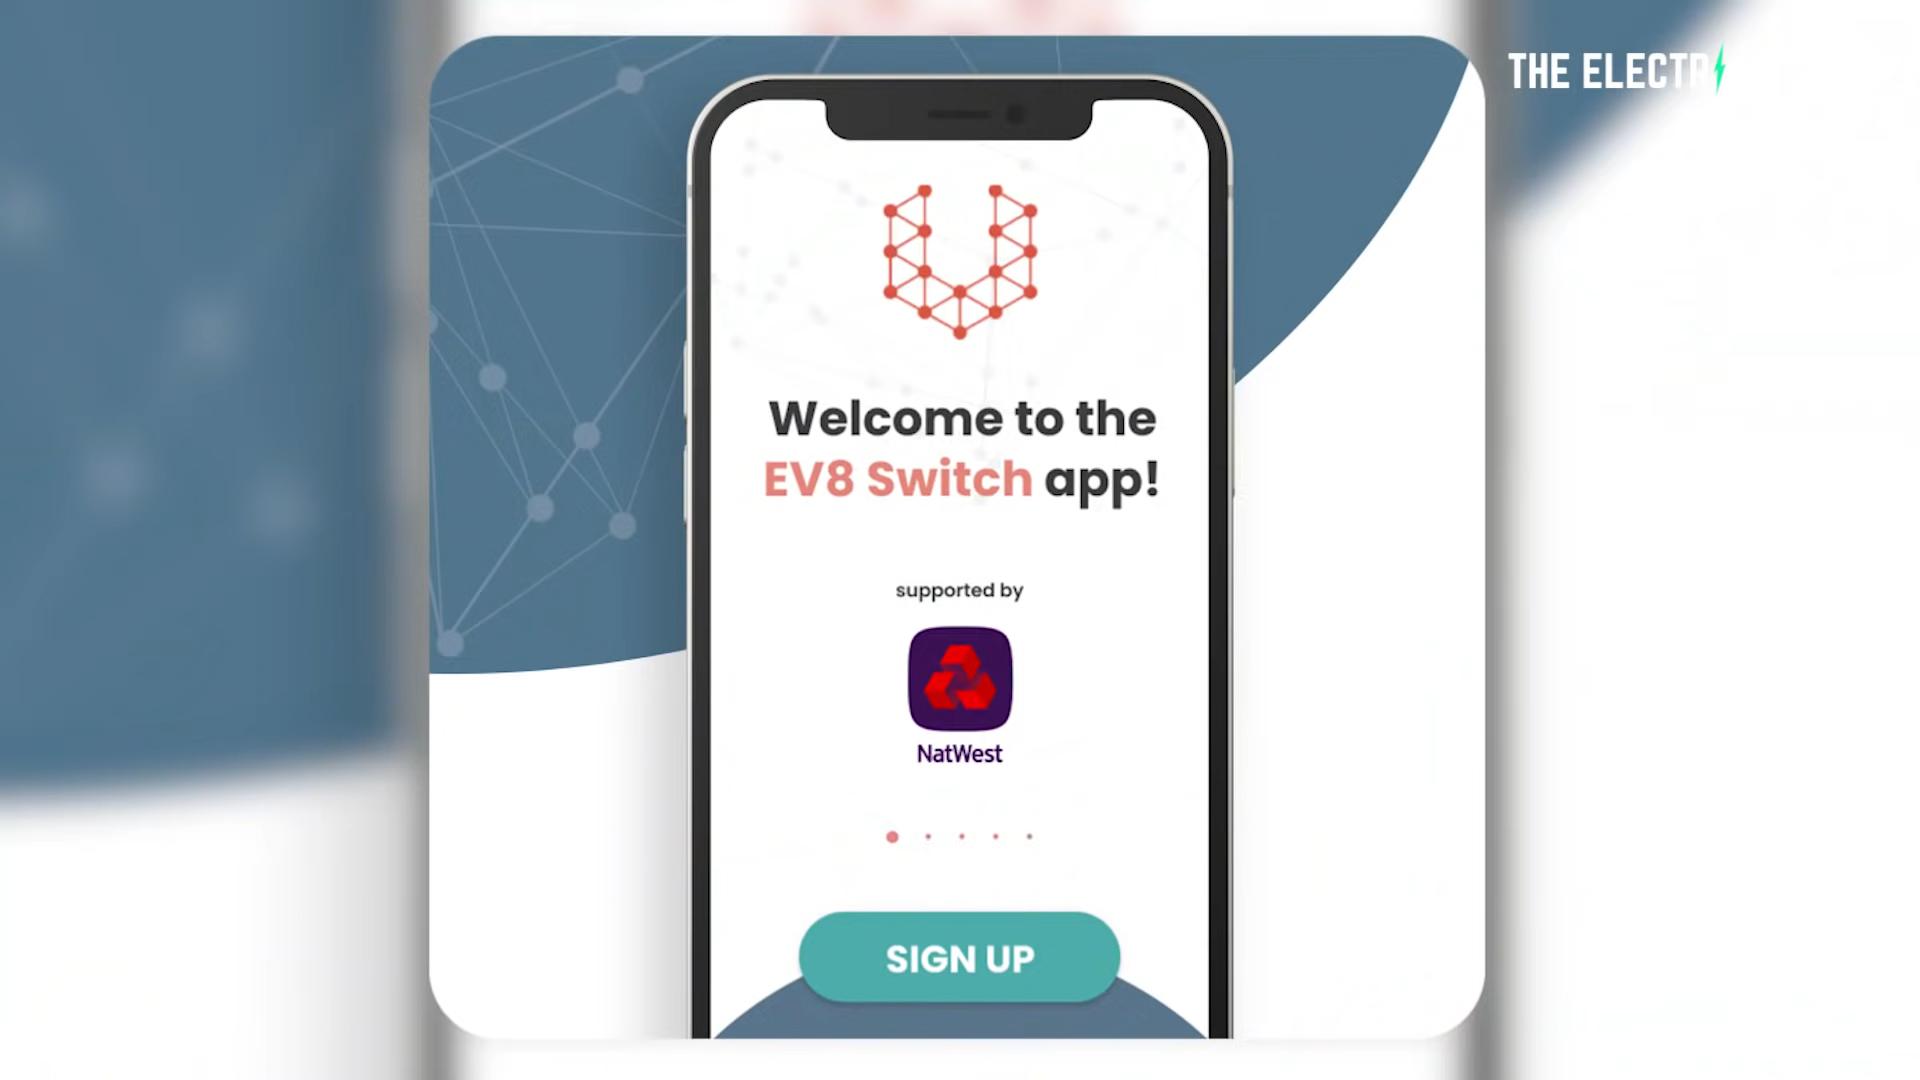 THE ELECTR
Welcome to the
EV8 Switch app!
supported by
NatWest
SIGN UP